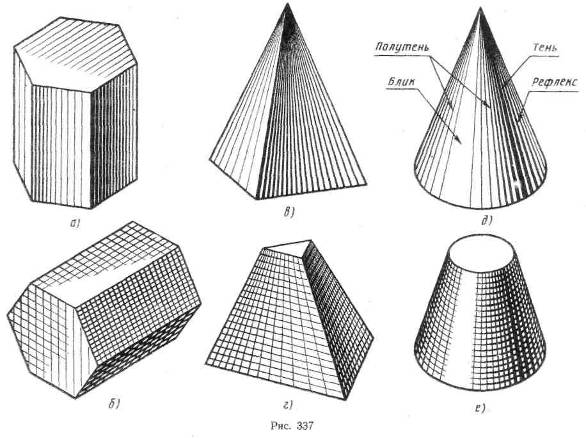 Полутень
Тень
Блик
Рефлекс
а)
в)
д)
б)
г)
е)
Рис. 337